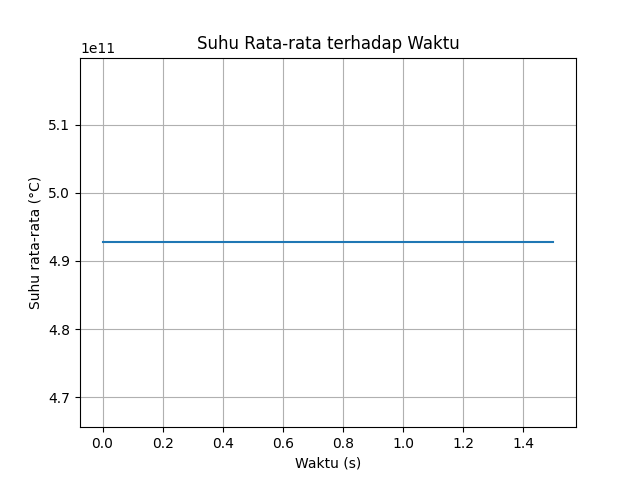 Suhu Rata-rata terhadap Waktu
1e11
5.1
5.0
4.9
4.8
4.7
Suhu rata-rata (°C)
0.0 0.2 0.4 0.6 0.8 1.0 1.2 1.4
Waktu (s)